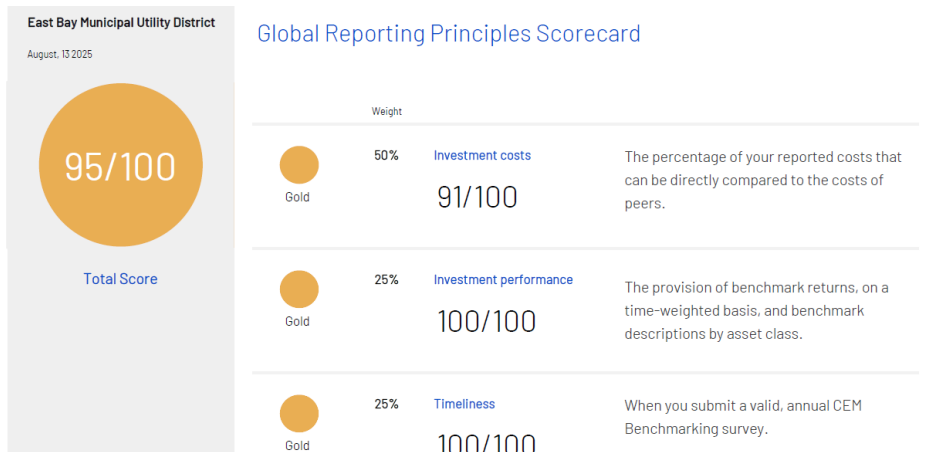 East Bay Municipal Utility District
August, 13 2025
95/100
Total Score
Global Reporting Principles Scorecard
Weight
Gold
50%
Investment costs
91/100
The percentage of your reported costs that
can be directly compared to the costs of
peers.
Gold
25%
Investment performance
100/100
The provision of benchmark returns, on a
time-weighted basis, and benchmark
descriptions by asset class.
Gold
25%
Timeliness
100/100
When you submit a valid, annual CEM
Benchmarking survey.